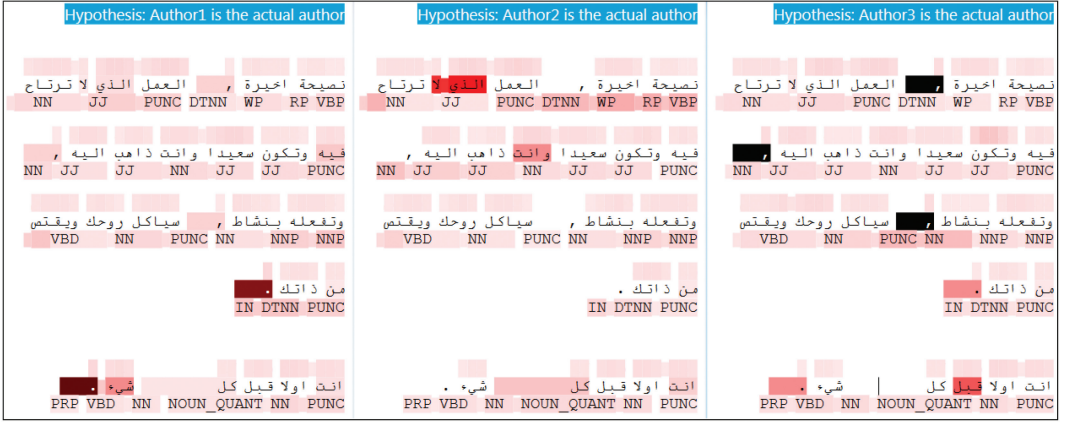 Hypothesis: Author1 is the actual author
نصيحة اخيرة , العمل الذي لا ترتاح
NN JJ PUNC DTNN WP RP VBP
فيه وتكون سعيدا وانت ذاهب اليه ,
NN JJ JJ NN JJ JJ PUNC
وتفعله بنشاط , سياكل روحك ويقتص
VBD NN PUNC NN NNP NNP
من ذاتك .
IN DTNN PUNC
انت اولا قبل كل شيء .
PRP VBD NN NOUN_QUANT NN PUNC
Hypothesis: Author2 is the actual author
نصيحة اخيرة , العمل الذي لا ترتاح
NN JJ PUNC DTNN WP RP VBP
فيه وتكون سعيدا وانت ذاهب اليه ,
NN JJ JJ NN JJ JJ PUNC
وتفعله بنشاط , سياكل روحك ويقتص
VBD NN PUNC NN NNP NNP
من ذاتك .
IN DTNN PUNC
انت اولا قبل كل شيء .
PRP VBD NN NOUN_QUANT NN PUNC
Hypothesis: Author3 is the actual author
نصيحة اخيرة , العمل الذي لا ترتاح
NN JJ PUNC DTNN WP RP VBP
فيه وتكون سعيدا وانت ذاهب اليه ,
NN JJ JJ NN JJ JJ PUNC
وتفعله بنشاط , سياكل روحك ويقتص
VBD NN PUNC NN NNP NNP
من ذاتك .
IN DTNN PUNC
انت اولا قبل كل شيء .
PRP VBD NN NOUN_QUANT NN PUNC